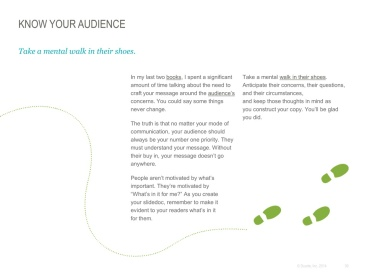 KNOW YOUR AUDIENCE
Take a mental walk in their shoes.
In my last two books, I spent a significant
amount of time talking about the need to
craft your message around the audience's
concerns. You could say some things
never change.
The truth is that no matter your mode of
communication, your audience should
always be your number one priority. They
must understand your message. Without
their buy in, your message doesn't go
anywhere.
People aren't motivated by what's
important. They're motivated by
"What's in it for me?" As you create
your slidedoc, remember to make it
evident to your readers what's in it
for them.
Take a mental walk in their shoes.
Anticipate their concerns, their questions,
and their circumstances,
and keep those thoughts in mind as
you construct your copy. You'll be glad
you did.